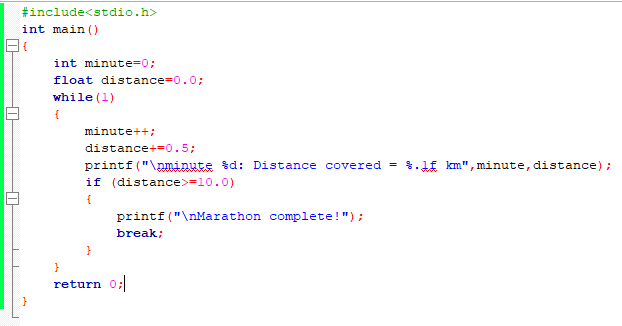 #include<stdio.h>
int main()
{
    int minute=0;
    float distance=0.0;
    while(1)
    {
        minute++;
        distance+=0.5;
        printf("\nminute %d: Distance covered = %.1f km",minute,distance);
        if (distance>=10.0)
        {
            printf("\nMarathon complete!");
            break;
        }
    }
    return 0;
}